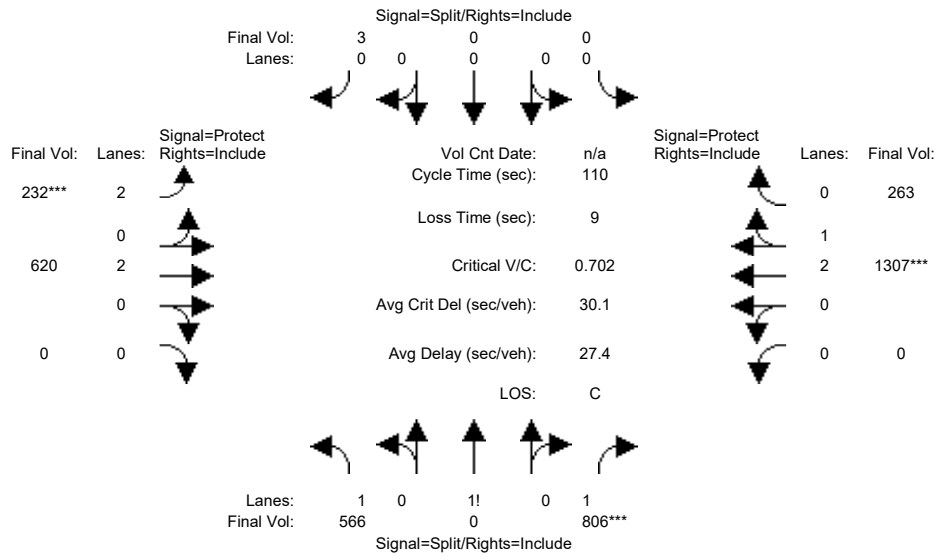 Signal=Split/Rights=Include
Final Vol: 3 0 0
Lanes: 0 0 0 0 0
Signal=Protect Signal=Protect
Final Vol: Lanes: Rights=Include Vol Cnt Date: n/a Rights=Include Lanes: Final Vol:
Cycle Time (sec): 110
232*** 2 0 263
Loss Time (sec): 9
0 1
620 2 Critical V/C: 0.702 2 1307***
0 Avg Crit Del (sec/veh): 30.1 0
0 0 Avg Delay (sec/veh): 27.4 0 0
LOS: C
Lanes: 1 0 1! 0 1
Final Vol: 566 0 806***
Signal=Split/Rights=Include